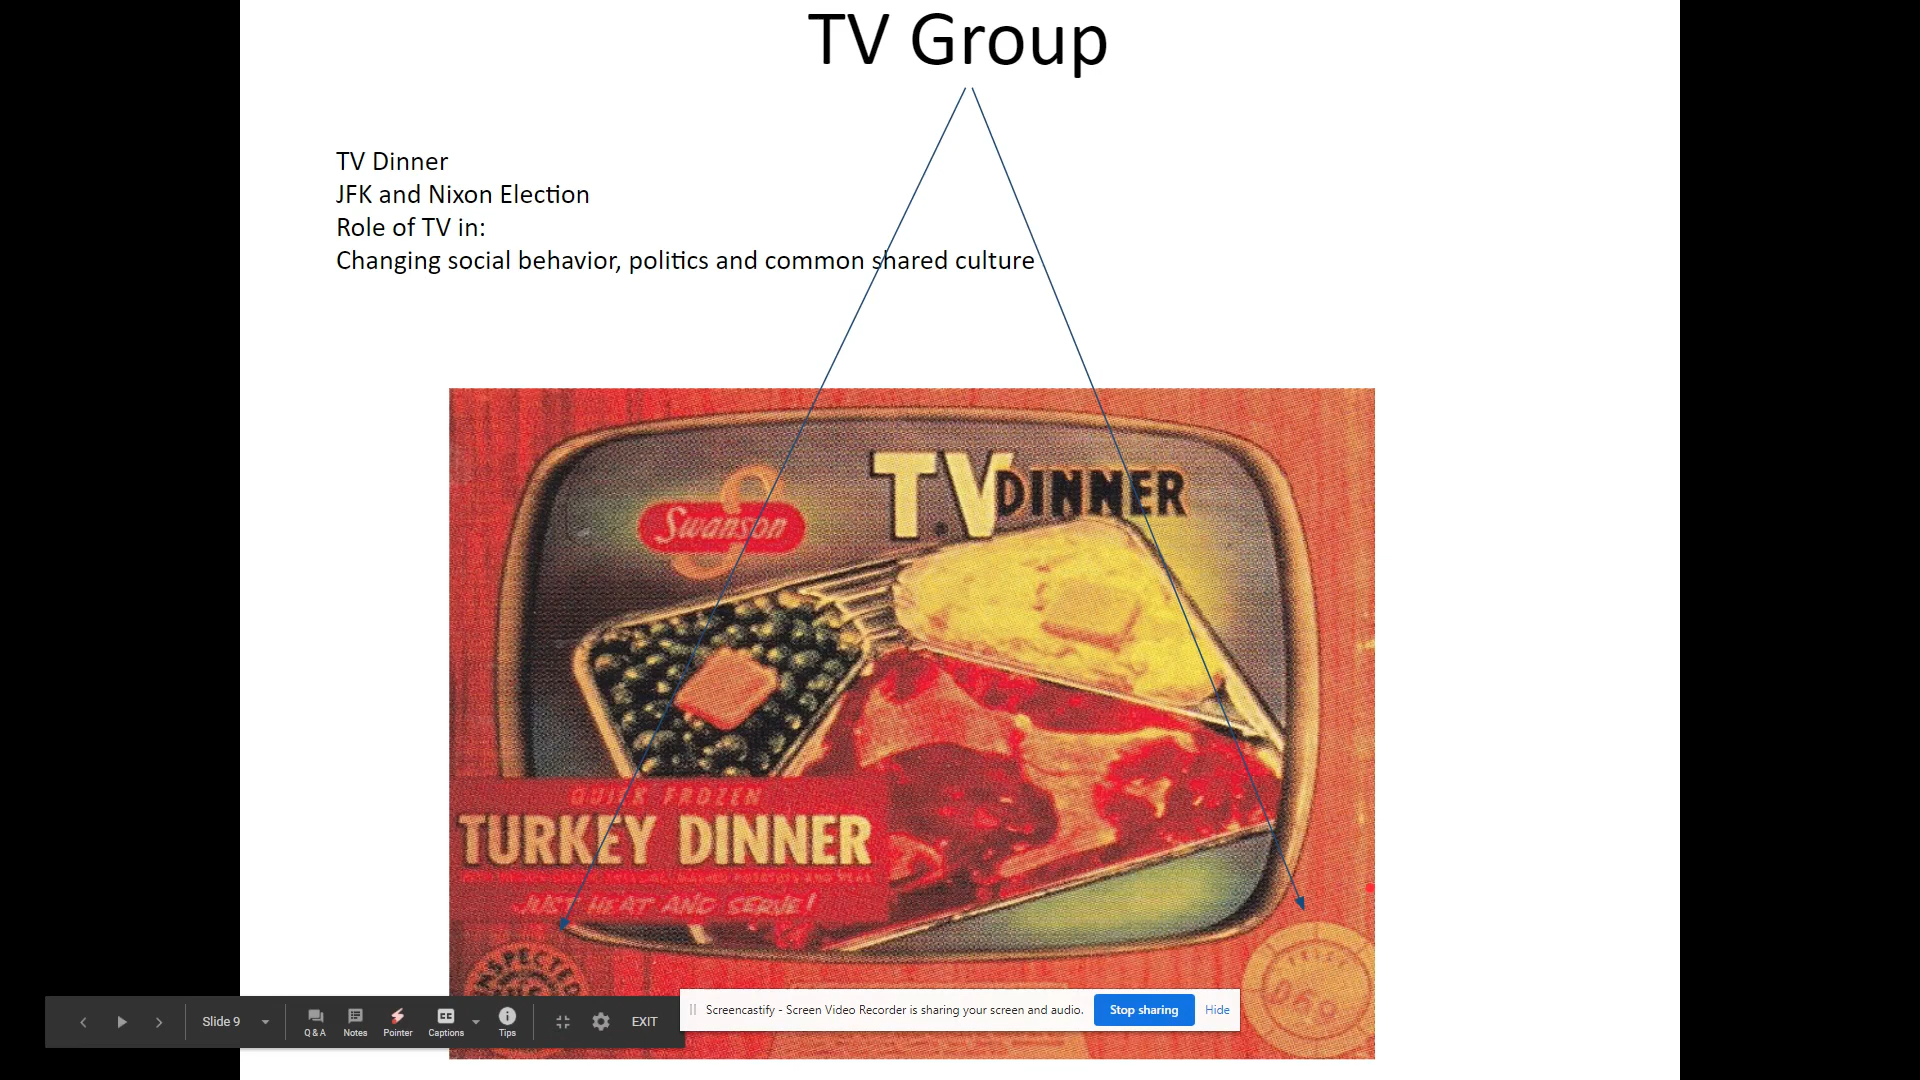 TV Group
TV Dinner
JFK and Nixon Election
Role of TV in:
Changing social behavior, politics and common shared culture
T.V DINNER
Swanson
QUICK FROZEN
TURKEY DINNER
JUST HEAT AND SERVE!
INSPECTED
Slide 9
Q & A
Notes
Pointer
Captions
Tips
EXIT
Screencastify - Screen Video Recorder is sharing your screen and audio.
Stop sharing
Hide